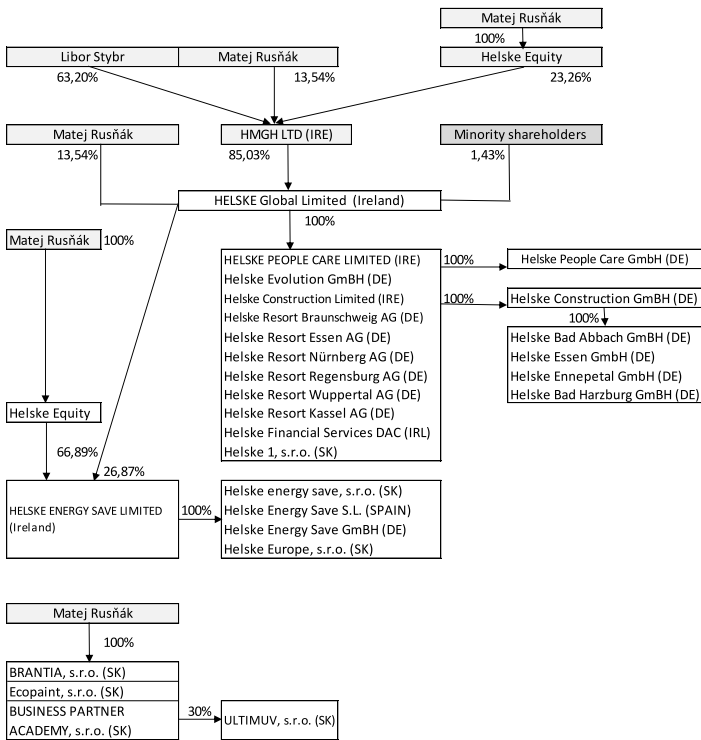 Matej Rusňák
100%
Libor Stybr
Matej Rusňák
Helske Equity
63,20%
13,54%
23,26%
Matej Rusňák
HMGH LTD (IRE)
Minority shareholders
13,54%
85,03%
1,43%
HELSKE Global Limited (Ireland)
100%
Matej Rusňák
100%
HELSKE PEOPLE CARE LIMITED (IRE)
Helske Evolution GmBH (DE)
Helske Construction Limited (IRE)
Helske Resort Braunschweig AG (DE)
Helske Resort Essen AG (DE)
Helske Resort Nürnberg AG (DE)
Helske Resort Regensburg AG (DE)
Helske Resort Wuppertal AG (DE)
Helske Resort Kassel AG (DE)
Helske Financial Services DAC (IRL)
Helske 1, s.r.o. (SK)
100%
Helske People Care GmbH (DE)
100%
Helske Construction GmBH (DE)
100%
Helske Bad Abbach GmBH (DE)
Helske Essen GmBH (DE)
Helske Ennepetal GmBH (DE)
Helske Bad Harzburg GmBH (DE)
Helske Equity
66,89%
26,87%
HELSKE ENERGY SAVE LIMITED
(Ireland)
100%
Helske energy save, s.r.o. (SK)
Helske Energy Save S.L. (SPAIN)
Helske Energy Save GmBH (DE)
Helske Europe, s.r.o. (SK)
Matej Rusňák
100%
BRANTIA, s.r.o. (SK)
Ecopaint, s.r.o. (SK)
BUSINESS PARTNER
ACADEMY, s.r.o. (SK)
30%
ULTIMUV, s.r.o. (SK)